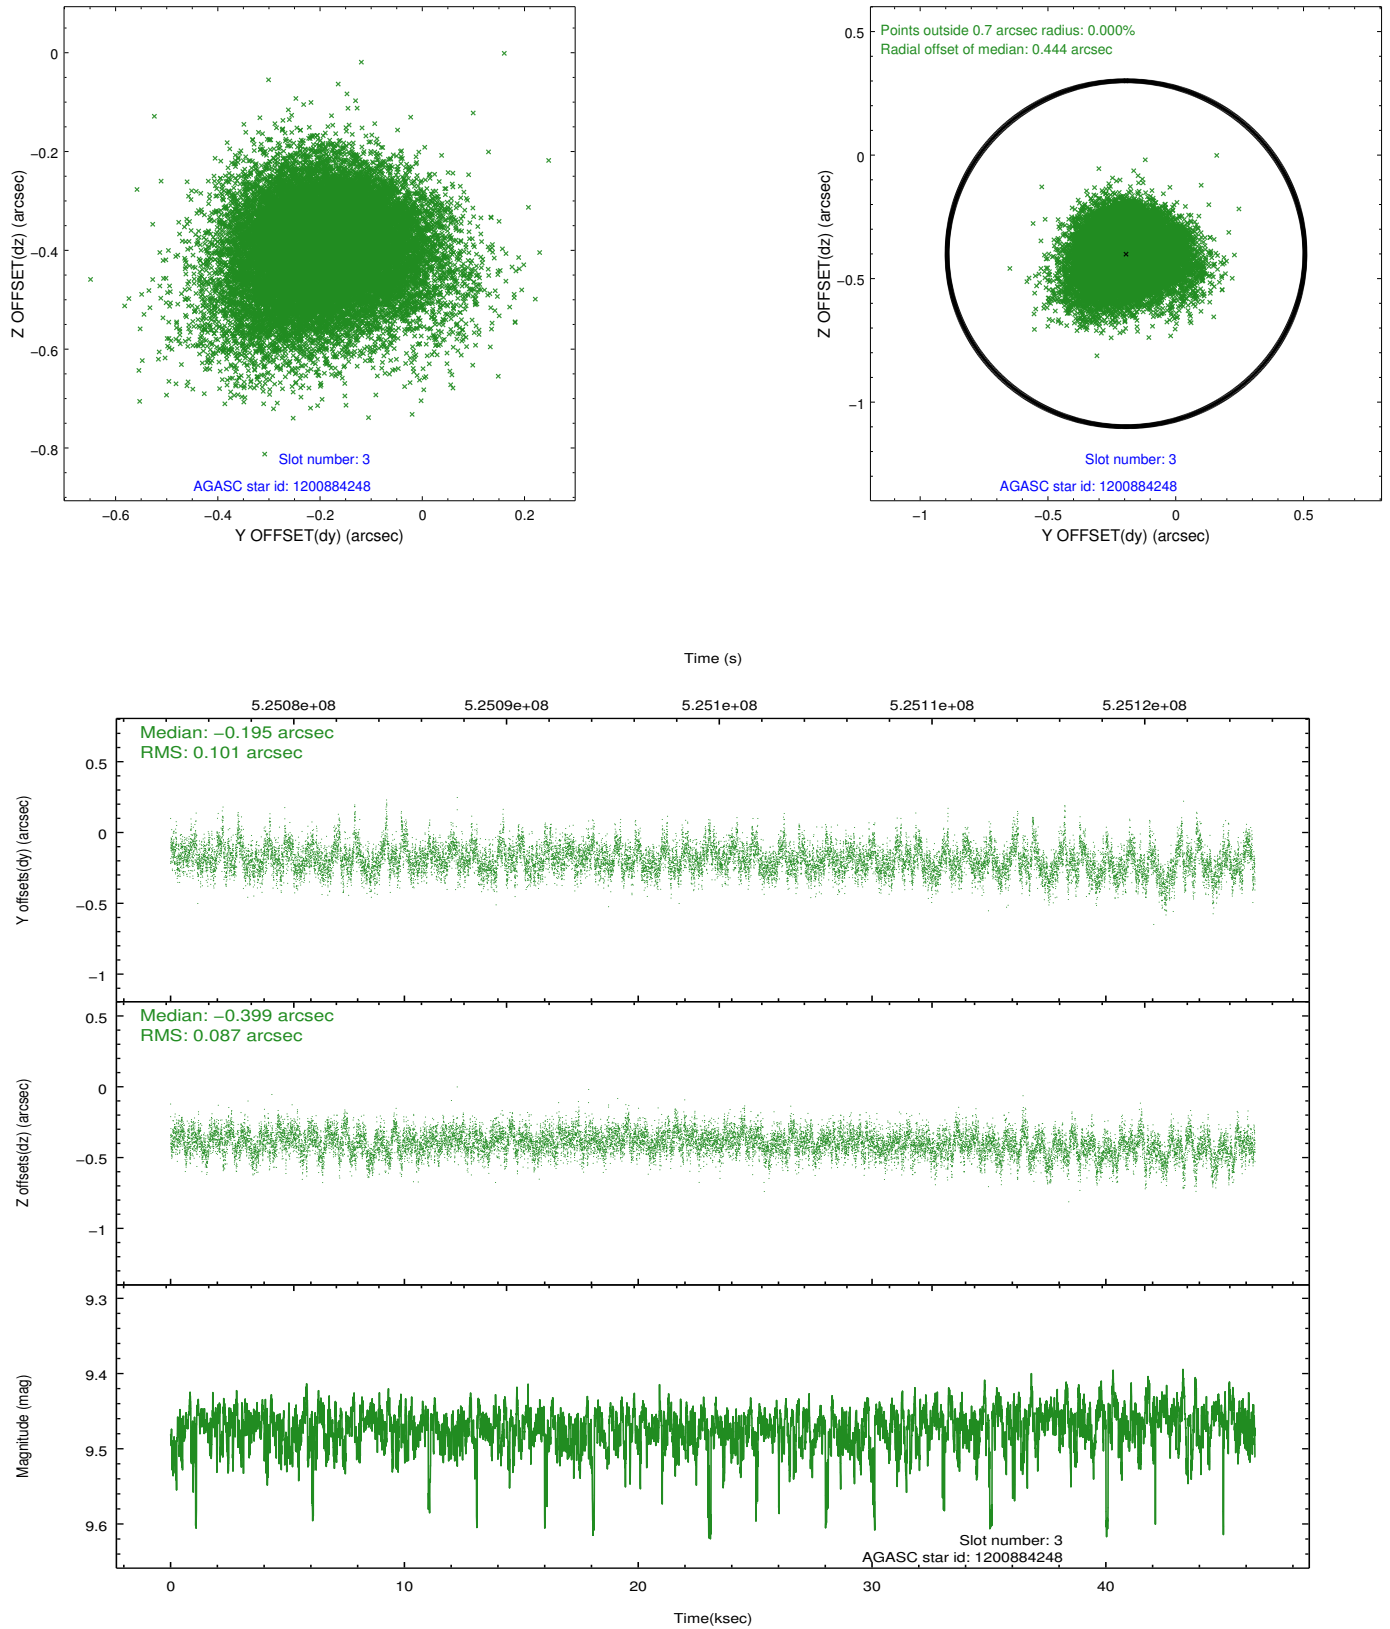 0
−0.2
−0.4
−0.6
−0.8
Z OFFSET(dz) (arcsec)
Slot number: 3
AGASC star id: 1200884248
−0.6 −0.4 −0.2 0 0.2
Y OFFSET(dy) (arcsec)
Points outside 0.7 arcsec radius: 0.000%
Radial offset of median: 0.444 arcsec
0.5
0
−0.5
−1
Z OFFSET(dz) (arcsec)
Slot number: 3
AGASC star id: 1200884248
−1 −0.5 0 0.5
Y OFFSET(dy) (arcsec)
Time (s)
5.2508e+08 5.2509e+08 5.251e+08 5.2511e+08 5.2512e+08
Median: −0.195 arcsec
RMS: 0.101 arcsec
0.5
0
−0.5
−1
Y offsets(dy) (arcsec)
Median: −0.399 arcsec
RMS: 0.087 arcsec
0.5
0
−0.5
−1
Z offsets(dz) (arcsec)
9.3
9.4
9.5
9.6
Magnitude (mag)
Slot number: 3
AGASC star id: 1200884248
0 10 20 30 40
Time(ksec)